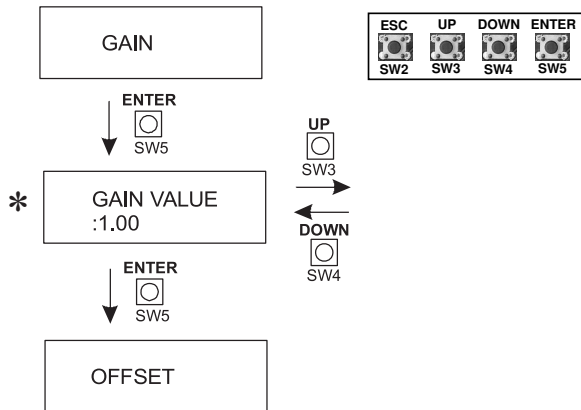 GAIN
ESC UP DOWN ENTER
SW2 SW3 SW4 SW5
ENTER
SW5
UP
SW3
* GAIN VALUE
:1.00
DOWN
SW4
ENTER
SW5
OFFSET